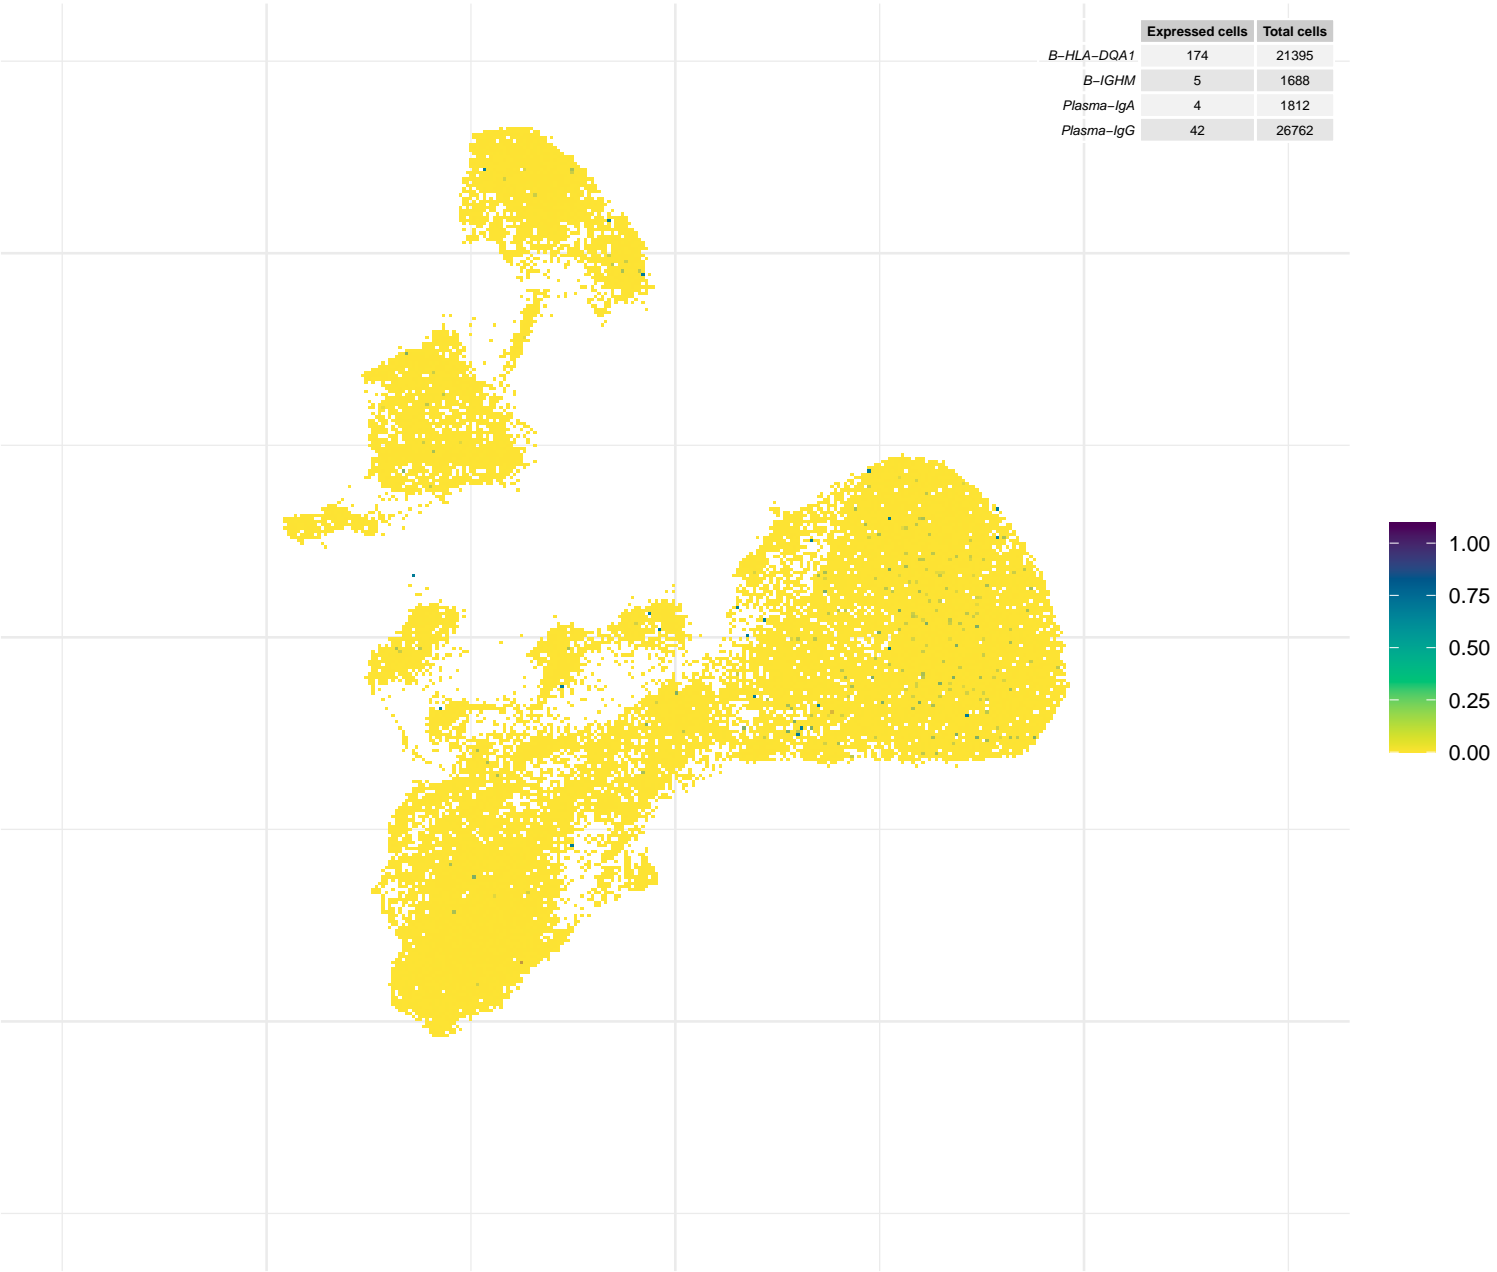 Expressed cells Total cells
B−HLA−DQA1 174 21395
B−IGHM 5 1688
Plasma−IgA 4 1812
Plasma−IgG 42 26762
1.00
0.75
0.50
0.25
0.00